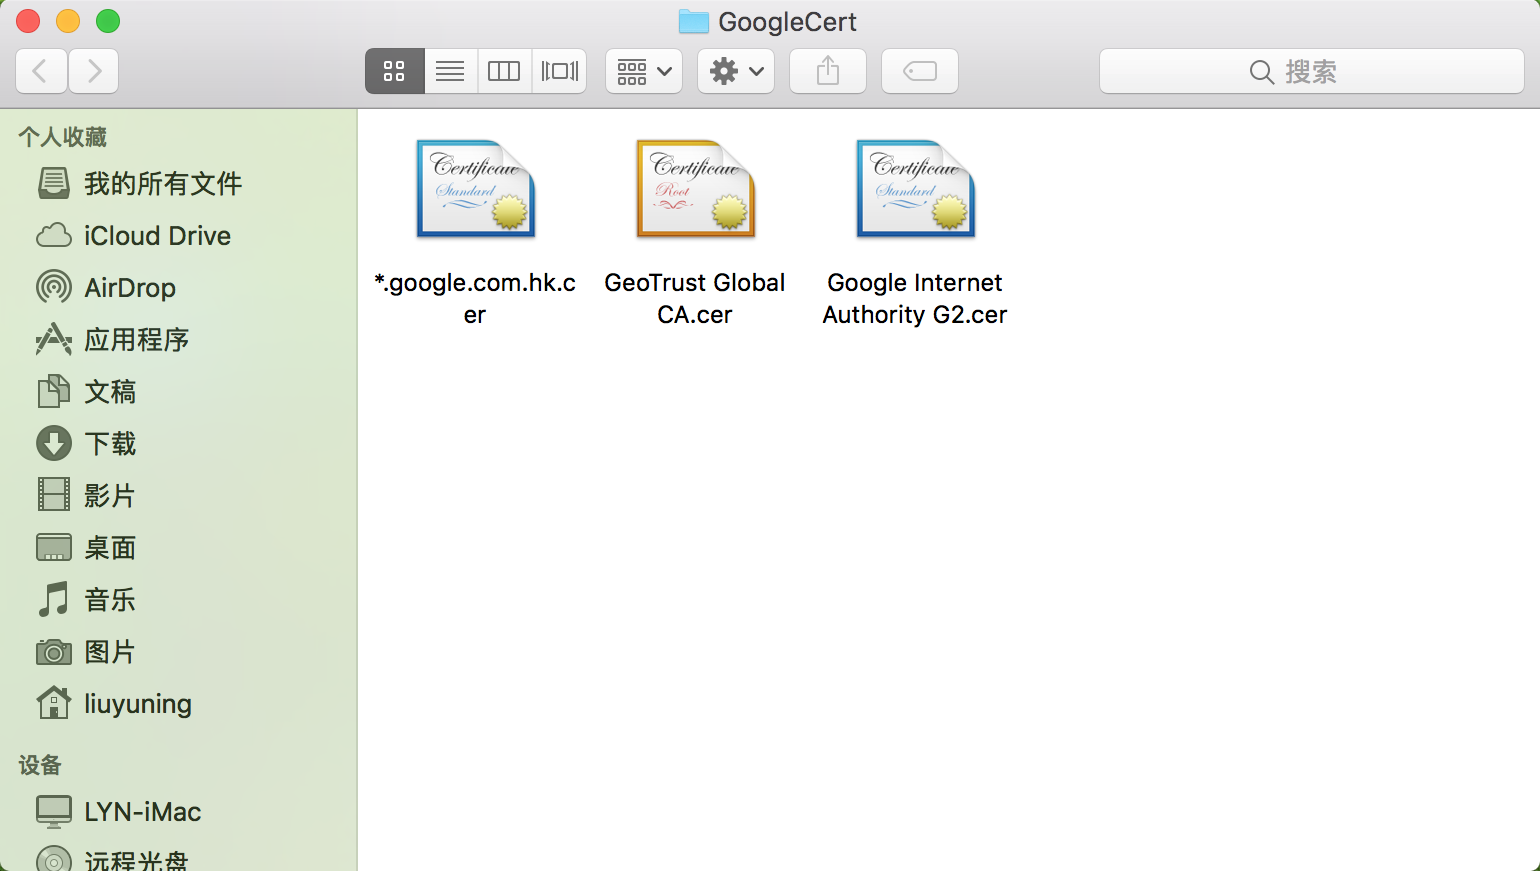 GoogleCert
搜索
个人收藏
我的所有文件
iCloud Drive
AirDrop
应用程序
文稿
下载
影片
桌面
音乐
图片
liuyuning
设备
LYN-iMac
远程光盘
Certificate
Standard
Certificate
Root
Certificate
Standard
*.google.com.hk.c
er
GeoTrust Global
CA.cer
Google Internet
Authority G2.cer